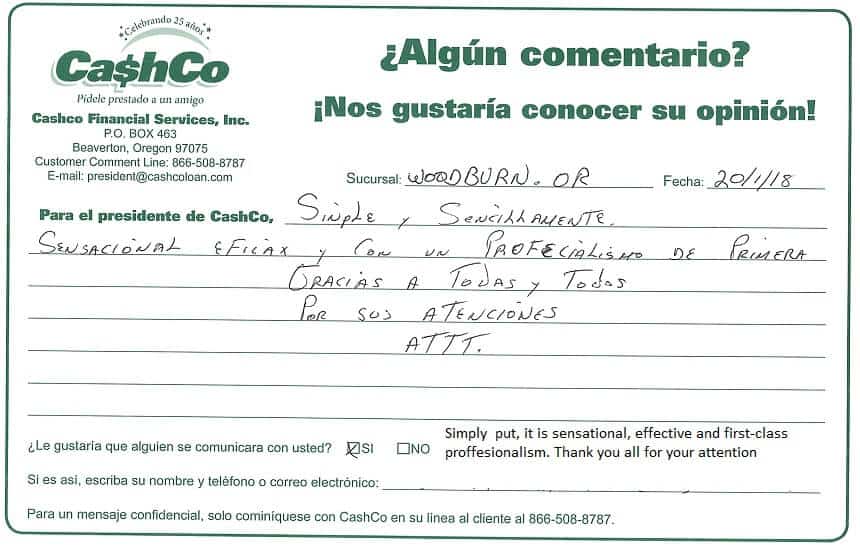 Celebrando 25 años
Ca$hCo
Pídele prestado a un amigo
Cashco Financial Services, Inc.
P.O. BOX 463
Beaverton, Oregon 97075
Customer Comment Line: 866-508-8787
E-mail: president@cashcoloan.com
¿Algún comentario?
¡Nos gustaría conocer su opinión!
Sucursal: WOODBURN. OR Fecha: 20/1/18
Para el presidente de CashCo, SiNPLE y SENCILLAMENTE.
SENSACIONAL EFICAX y CON UN PROFECIALISMO DE PRIMERA
GRACIAS A TODAS y TODOS
POR SUS ATENCIONES
ATTT.
¿Le gustaría que alguien se comunicara con usted? SI NO
Simply put, it is sensational, effective and first-class
proffesionalism. Thank you all for your attention
Si es así, escriba su nombre y teléfono o correo electrónico:
Para un mensaje confidencial, solo comíniquese con CashCo en su linea al cliente al 866-508-8787.